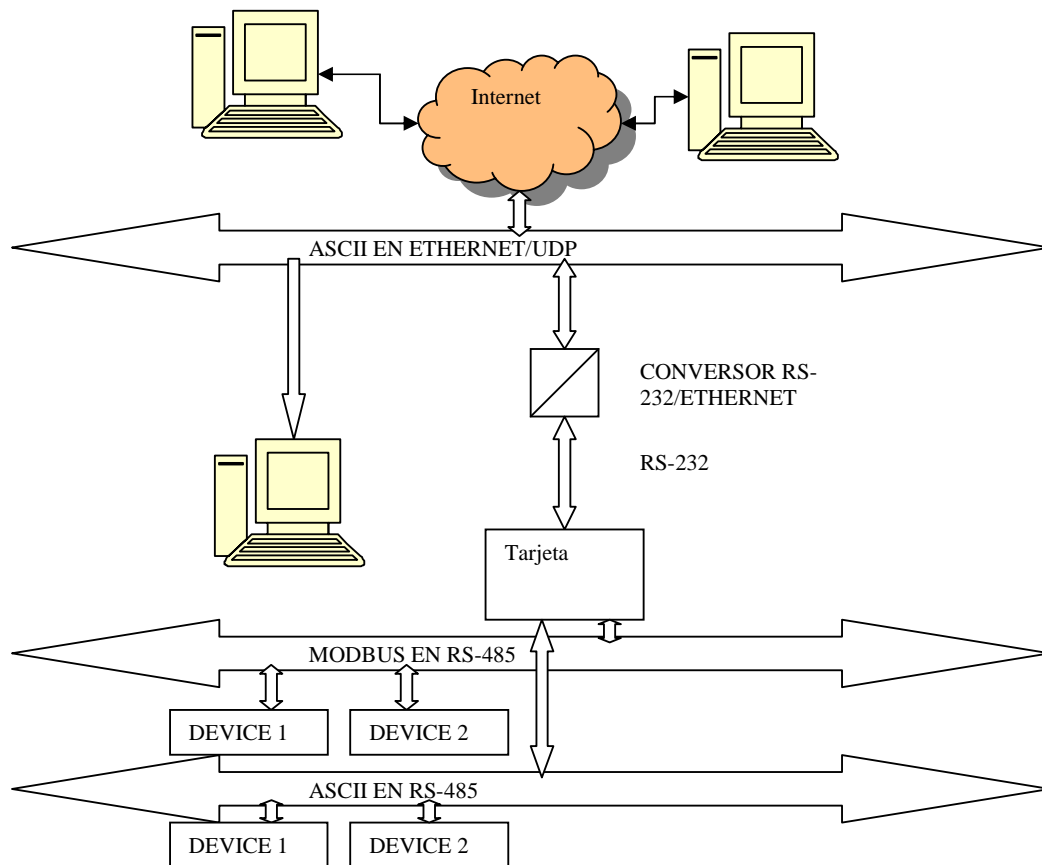 Internet
ASCII EN ETHERNET/UDP
CONVERSOR RS-
232/ETHERNET
RS-232
Tarjeta
MODBUS EN RS-485
DEVICE 1
DEVICE 2
ASCII EN RS-485
DEVICE 1
DEVICE 2